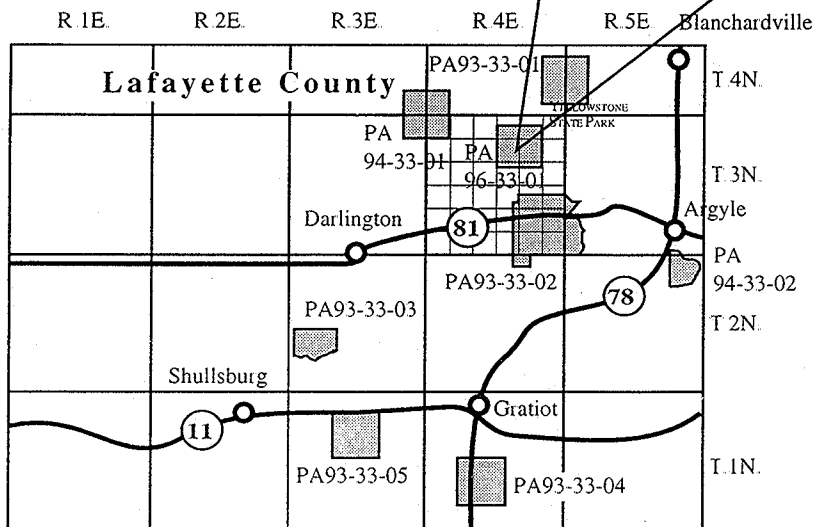 R.1E. R.2E. R.3E. R.4E. R.5E. Blanchardville
Lafayette County
PA93-33-01
T.4N.
YELLOWSTONE
STATE PARK
PA
94-33-01
PA
96-33-01
T.3N.
Darlington
81
Argyle
PA93-33-02
PA
94-33-02
78
PA93-33-03
T.2N.
Shullsburg
11
Gratiot
PA93-33-05
PA93-33-04
T.1N.